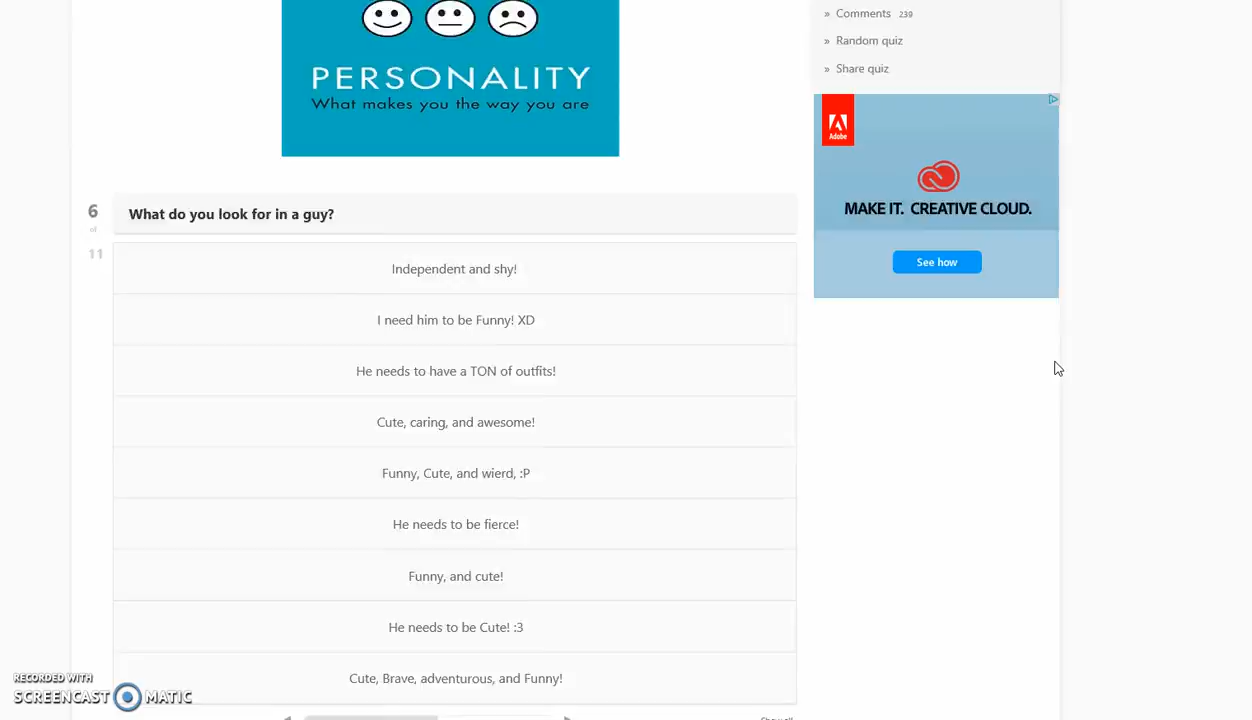 PERSONALITY
What makes you the way you are
» Comments 239
» Random quiz
» Share quiz
Adobe
MAKE IT. CREATIVE CLOUD.
See how
6
of
11
What do you look for in a guy?
Independent and shy!
I need him to be Funny! XD
He needs to have a TON of outfits!
Cute, caring, and awesome!
Funny, Cute, and wierd, :P
He needs to be fierce!
Funny, and cute!
He needs to be Cute! :3
Cute, Brave, adventurous, and Funny!
RECORDED WITH
SCREENCAST MATIC